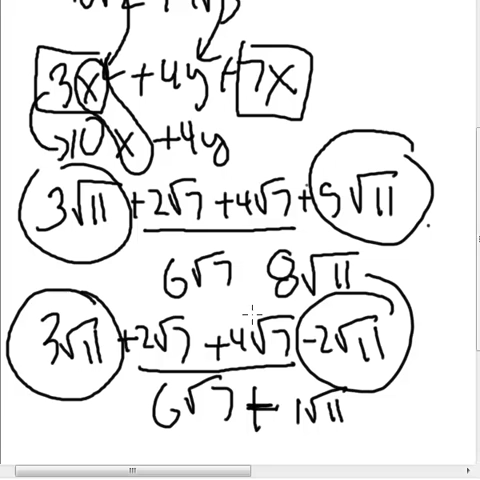 3x + 4y + 7x
10x + 4y
3√11 + 2√7 + 4√7 + 5√11
6√7 8√11
3√11 + 2√7 + 4√7 - 2√11
6√7 + 1√11